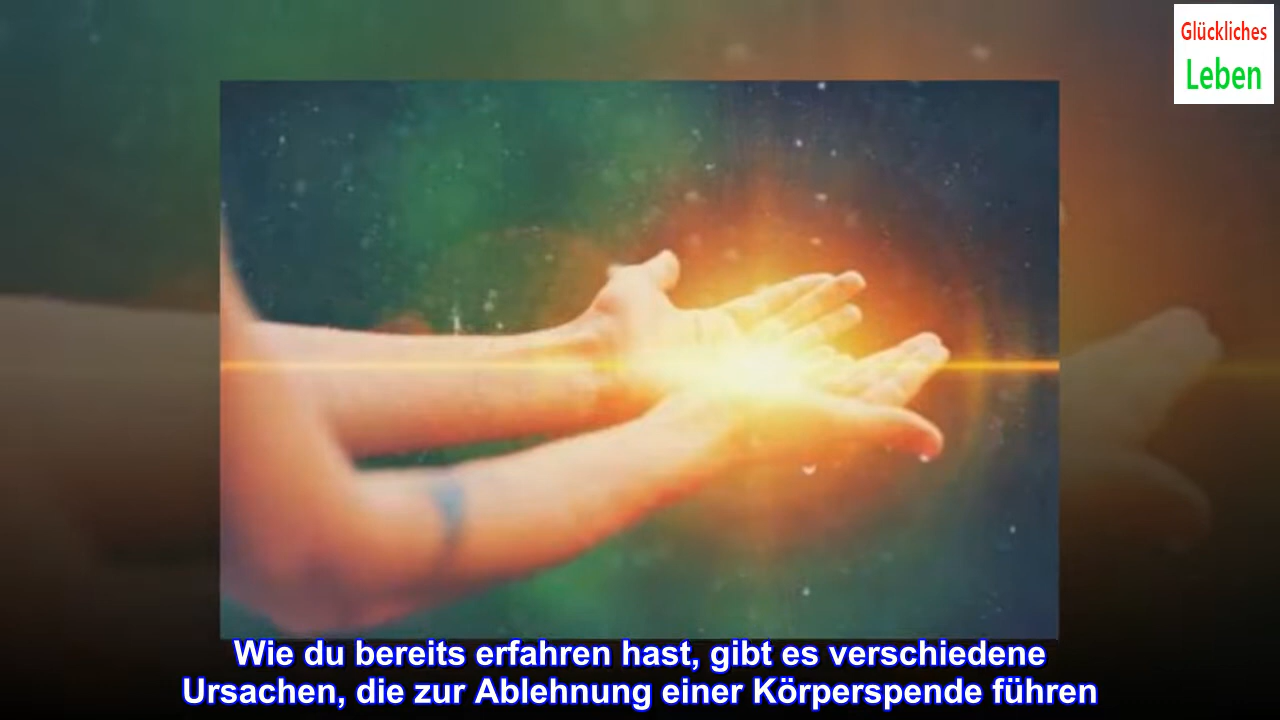 Glückliches
Leben
Wie du bereits erfahren hast, gibt es verschiedene
Ursachen, die zur Ablehnung einer Körperspende führen